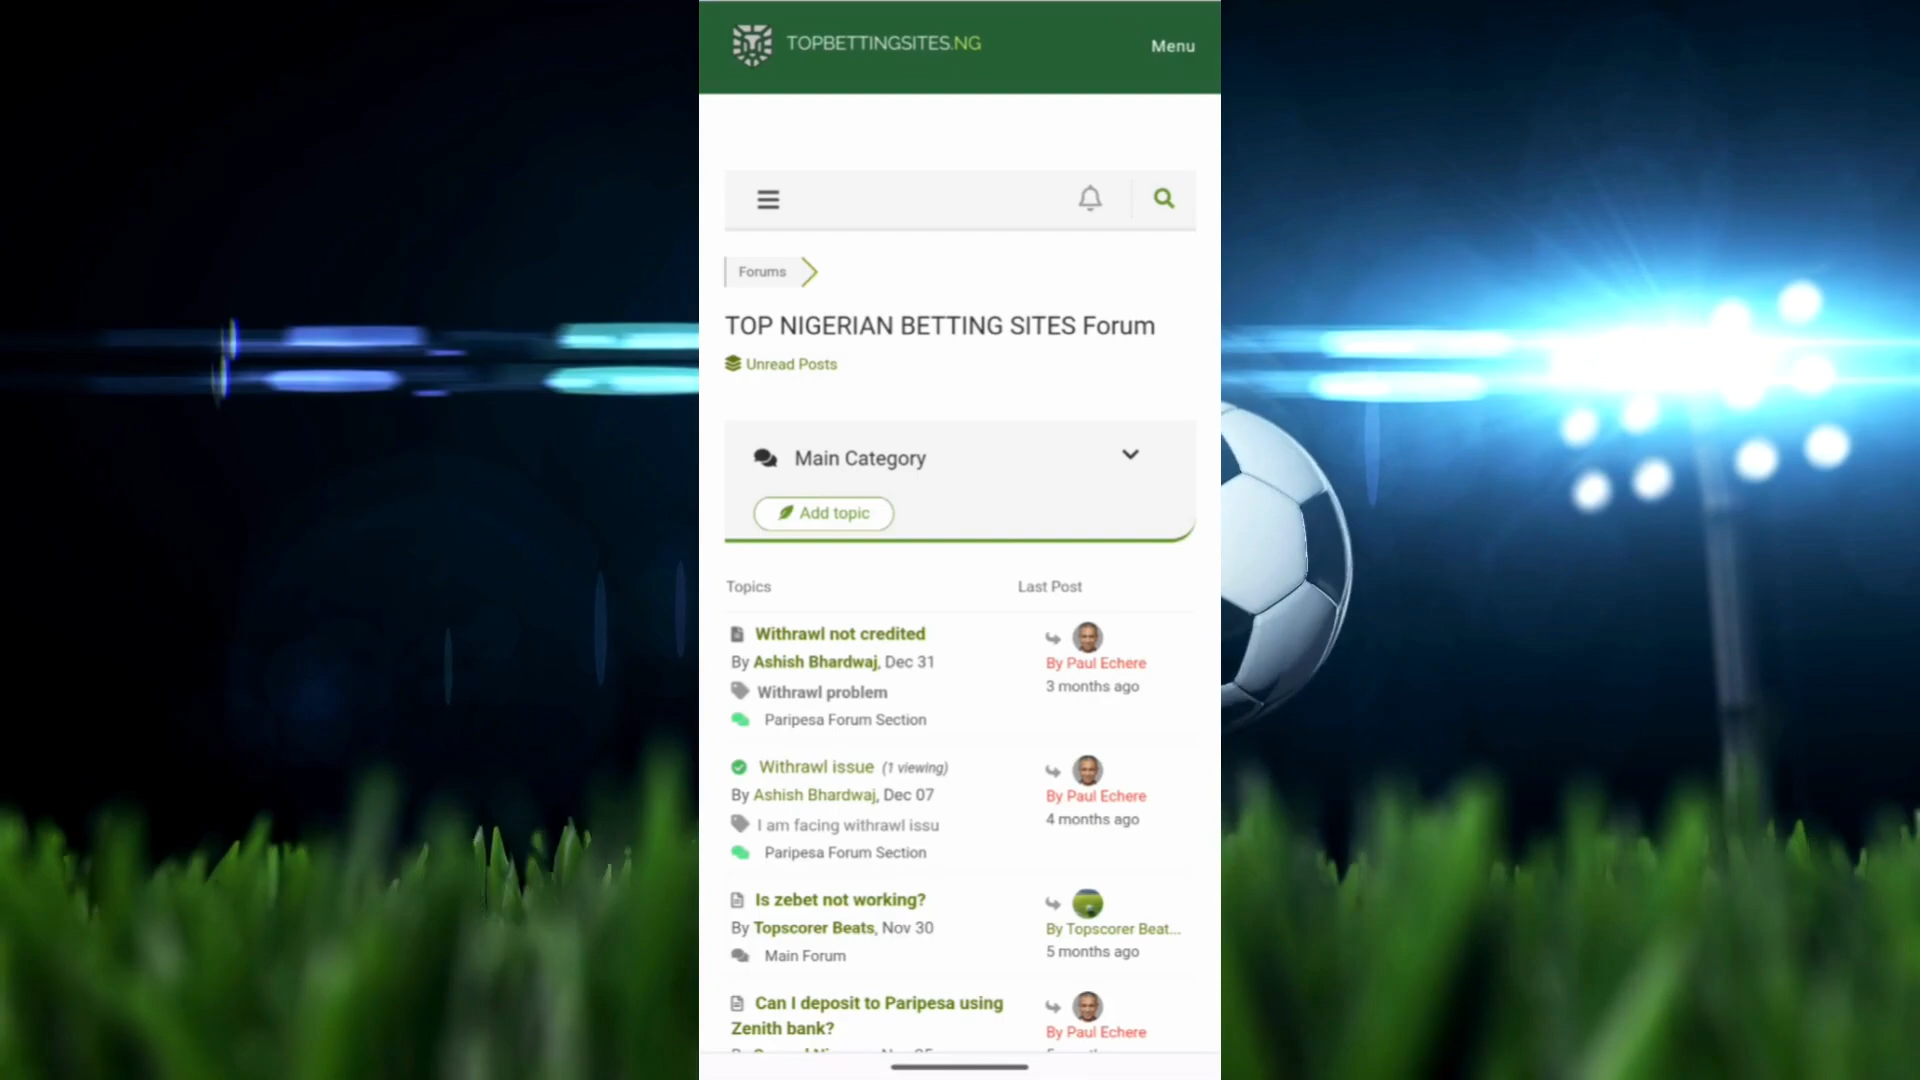 TOPBETTINGSITES.NG
Menu
Forums
TOP NIGERIAN BETTING SITES Forum
Unread Posts
Main Category
Add topic
Topics
Last Post
Withrawl not credited
By Ashish Bhardwaj, Dec 31
Withrawl problem
Paripesa Forum Section
By Paul Echere
3 months ago
Withrawl issue (1 viewing)
By Ashish Bhardwaj, Dec 07
I am facing withrawl issu
Paripesa Forum Section
By Paul Echere
4 months ago
Is zebet not working?
By Topscorer Beats, Nov 30
Main Forum
By Topscorer Beat...
5 months ago
Can I deposit to Paripesa using
Zenith bank?
By Paul Echere